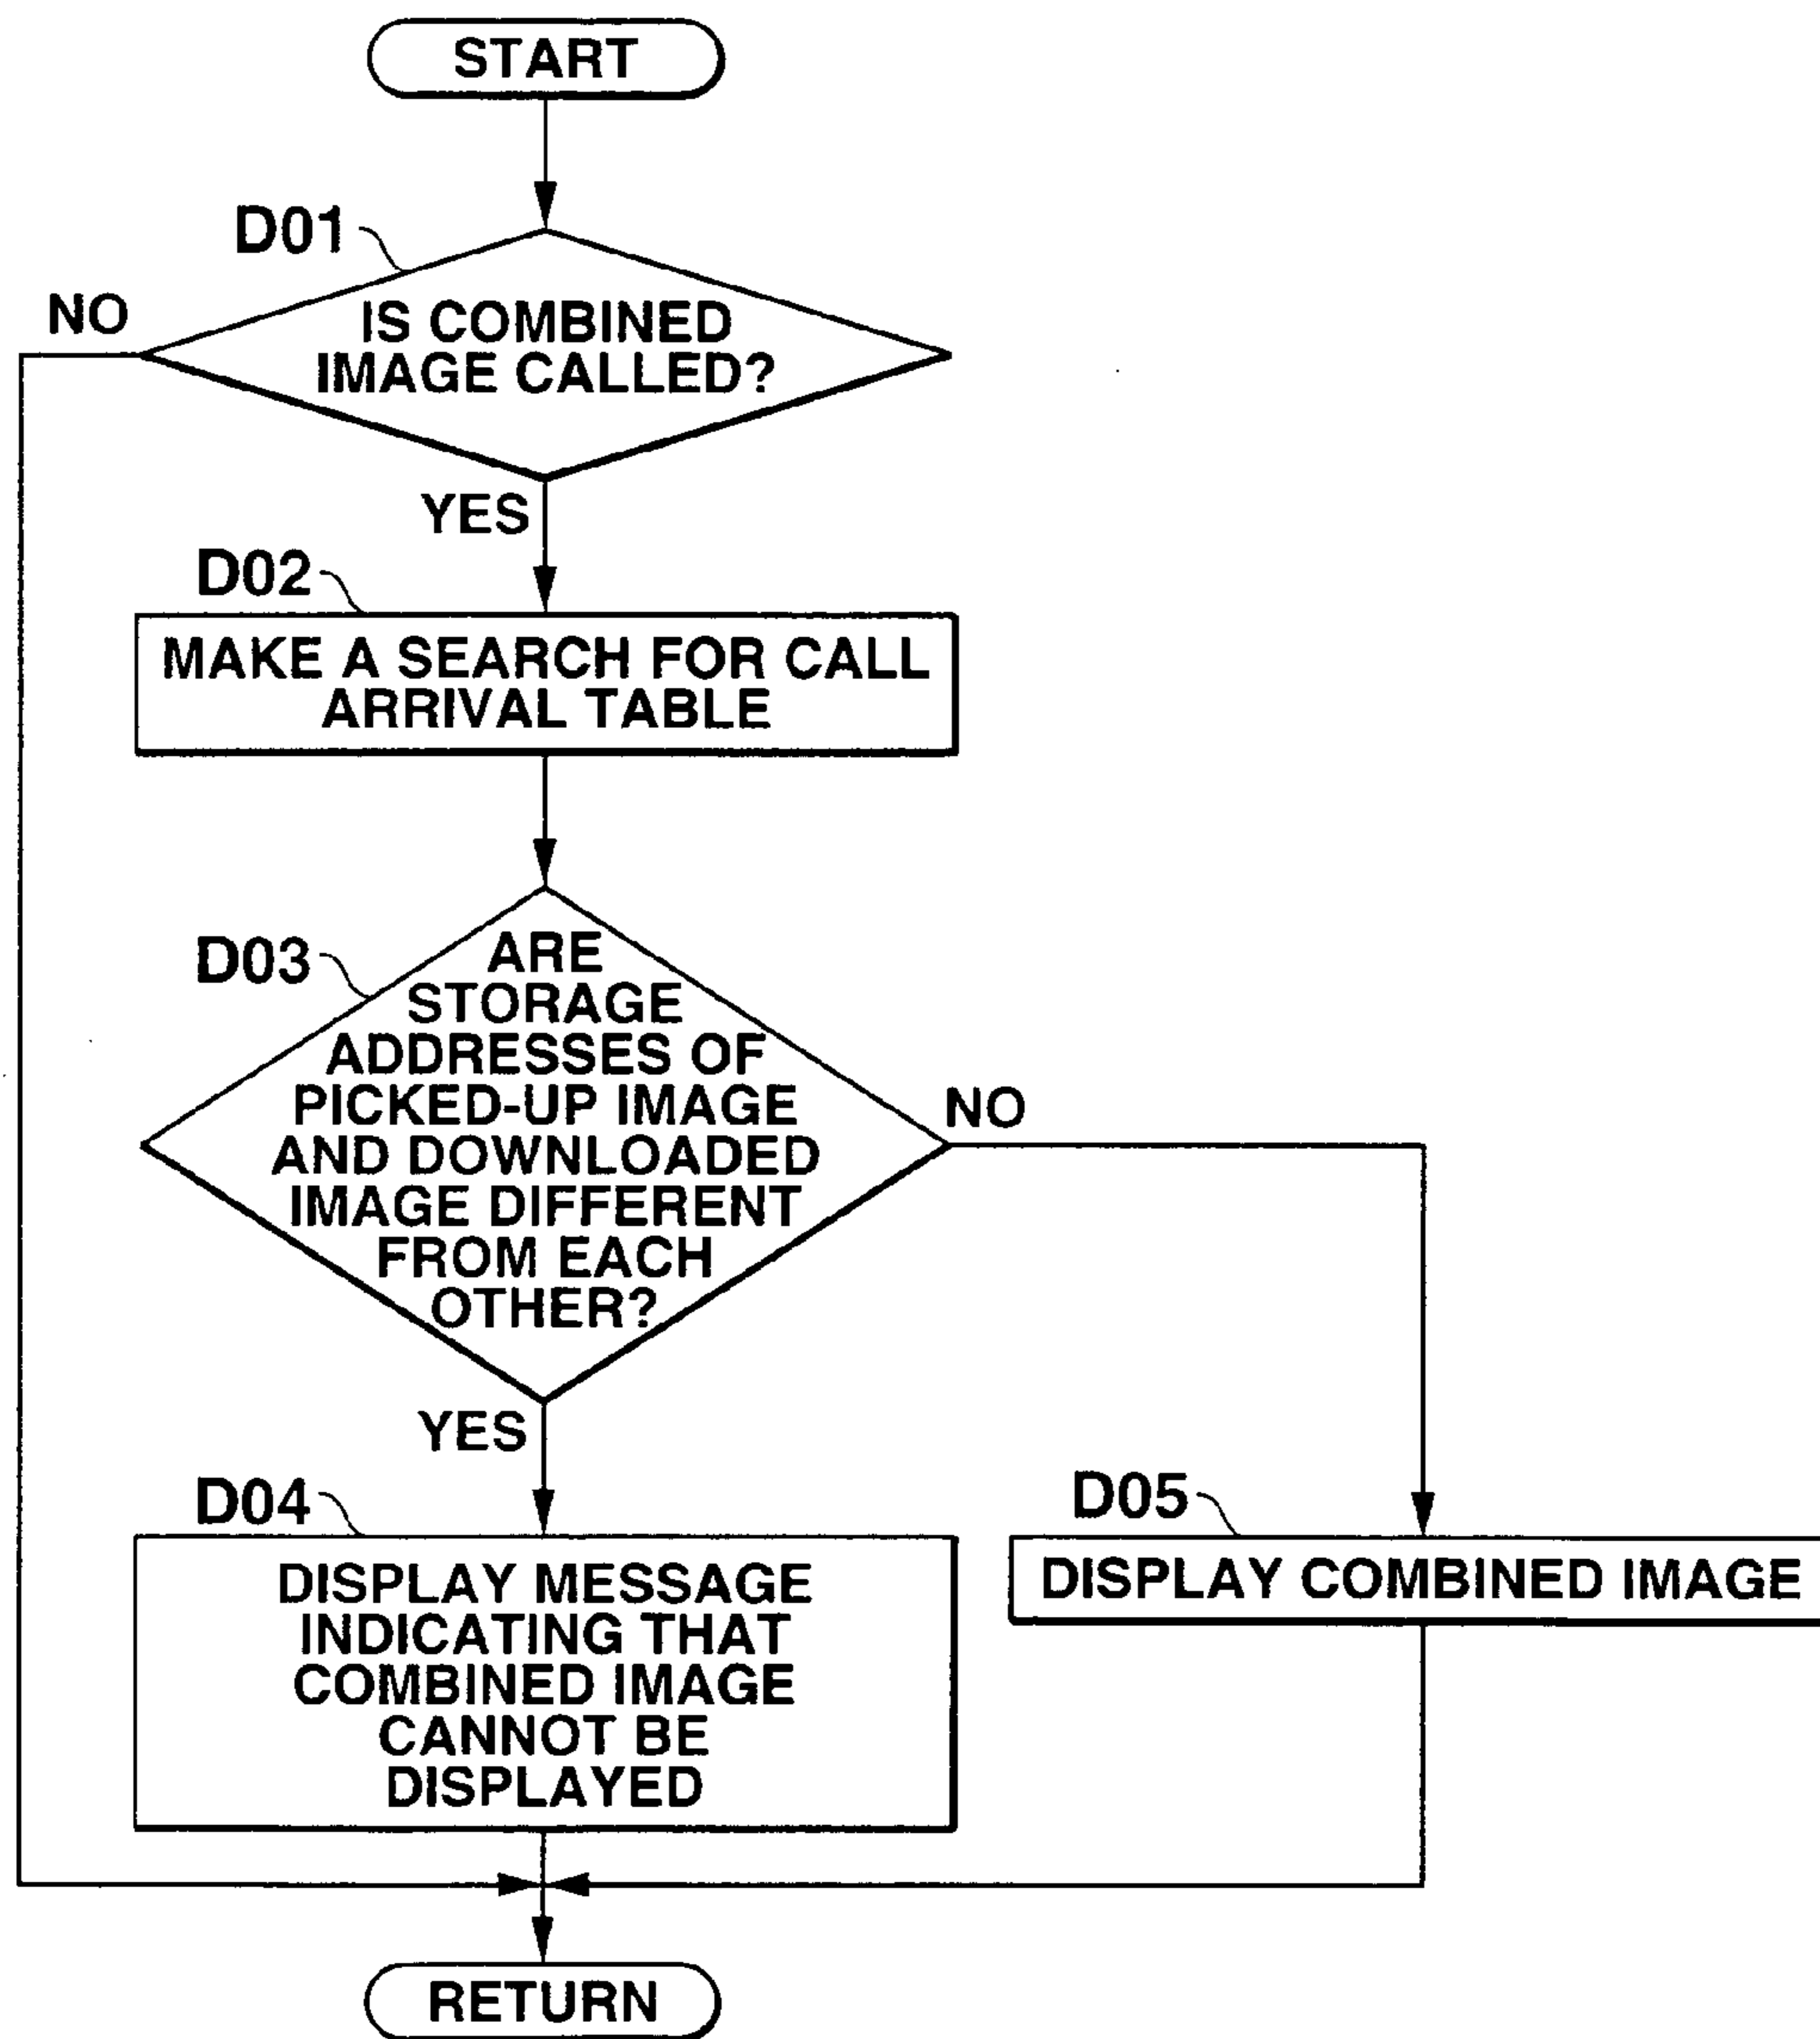 START
D01
NO
IS COMBINED
IMAGE CALLED?
YES
D02
MAKE A SEARCH FOR CALL
ARRIVAL TABLE
D03
ARE
STORAGE
ADDRESSES OF
PICKED-UP IMAGE
AND DOWNLOADED
IMAGE DIFFERENT
FROM EACH
OTHER?
NO
YES
D04
DISPLAY MESSAGE
INDICATING THAT
COMBINED IMAGE
CANNOT BE
DISPLAYED
D05
DISPLAY COMBINED IMAGE
RETURN